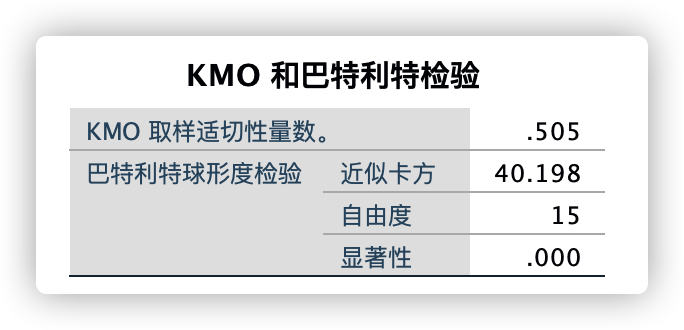 KMO 和巴特利特检验
KMO 取样适切性量数。 .505
巴特利特球形度检验 近似卡方 40.198
自由度 15
显著性 .000